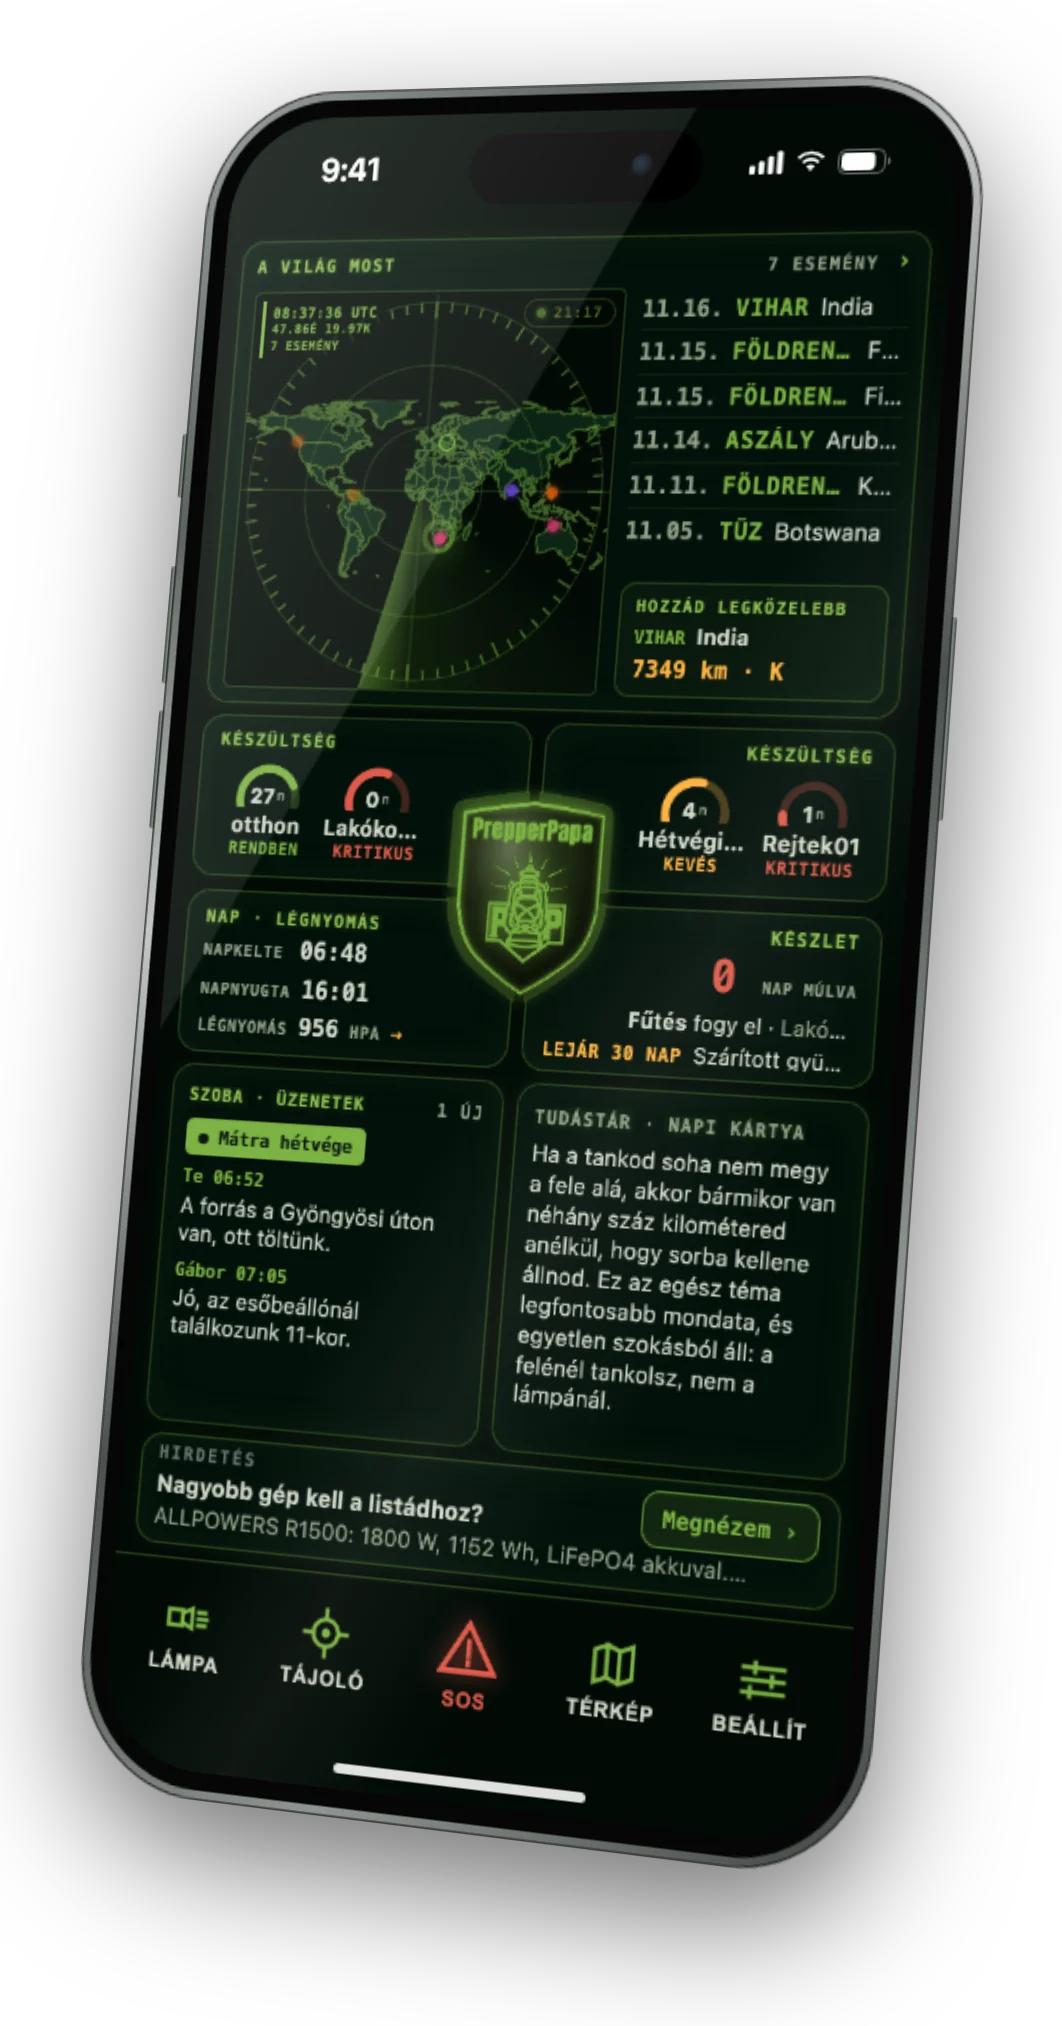 9:41
A VILÁG MOST
7 ESEMÉNY ›
08:37:36 UTC
47.86É 19.97K
7 ESEMÉNY
21:17
11.16. VIHAR India
11.15. FÖLDREN… F…
11.15. FÖLDREN… Fi…
11.14. ASZÁLY Arub…
11.11. FÖLDREN… K…
11.05. TŰZ Botswana
HOZZÁD LEGKÖZELEBB
VIHAR India
7349 km · K
KÉSZÜLTSÉG
27n
otthon
RENDBEN
0n
Lakóko…
KRITIKUS
KÉSZÜLTSÉG
4n
Hétvégi…
KEVÉS
1n
Rejtek01
KRITIKUS
PrepperPapa
NAP · LÉGNYOMÁS
NAPKELTE 06:48
NAPNYUGTA 16:01
LÉGNYOMÁS 956 HPA →
KÉSZLET
0 NAP MÚLVA
Fűtés fogy el · Lakó…
LEJÁR 30 NAP Szárított gyü…
SZOBA · ÜZENETEK
1 ÚJ
Mátra hétvége
Te 06:52
A forrás a Gyöngyösi úton
van, ott töltünk.
Gábor 07:05
Jó, az esőbeállónál
találkozunk 11-kor.
TUDÁSTÁR · NAPI KÁRTYA
Ha a tankod soha nem megy
a fele alá, akkor bármikor van
néhány száz kilométered
anélkül, hogy sorba kellene
állnod. Ez az egész téma
legfontosabb mondata, és
egyetlen szokásból áll: a
felénél tankolsz, nem a
lámpánál.
HIRDETÉS
Nagyobb gép kell a listádhoz?
ALLPOWERS R1500: 1800 W, 1152 Wh, LiFePO4 akkuval.…
Megnézem ›
LÁMPA
TÁJOLÓ
SOS
TÉRKÉP
BEÁLLÍT